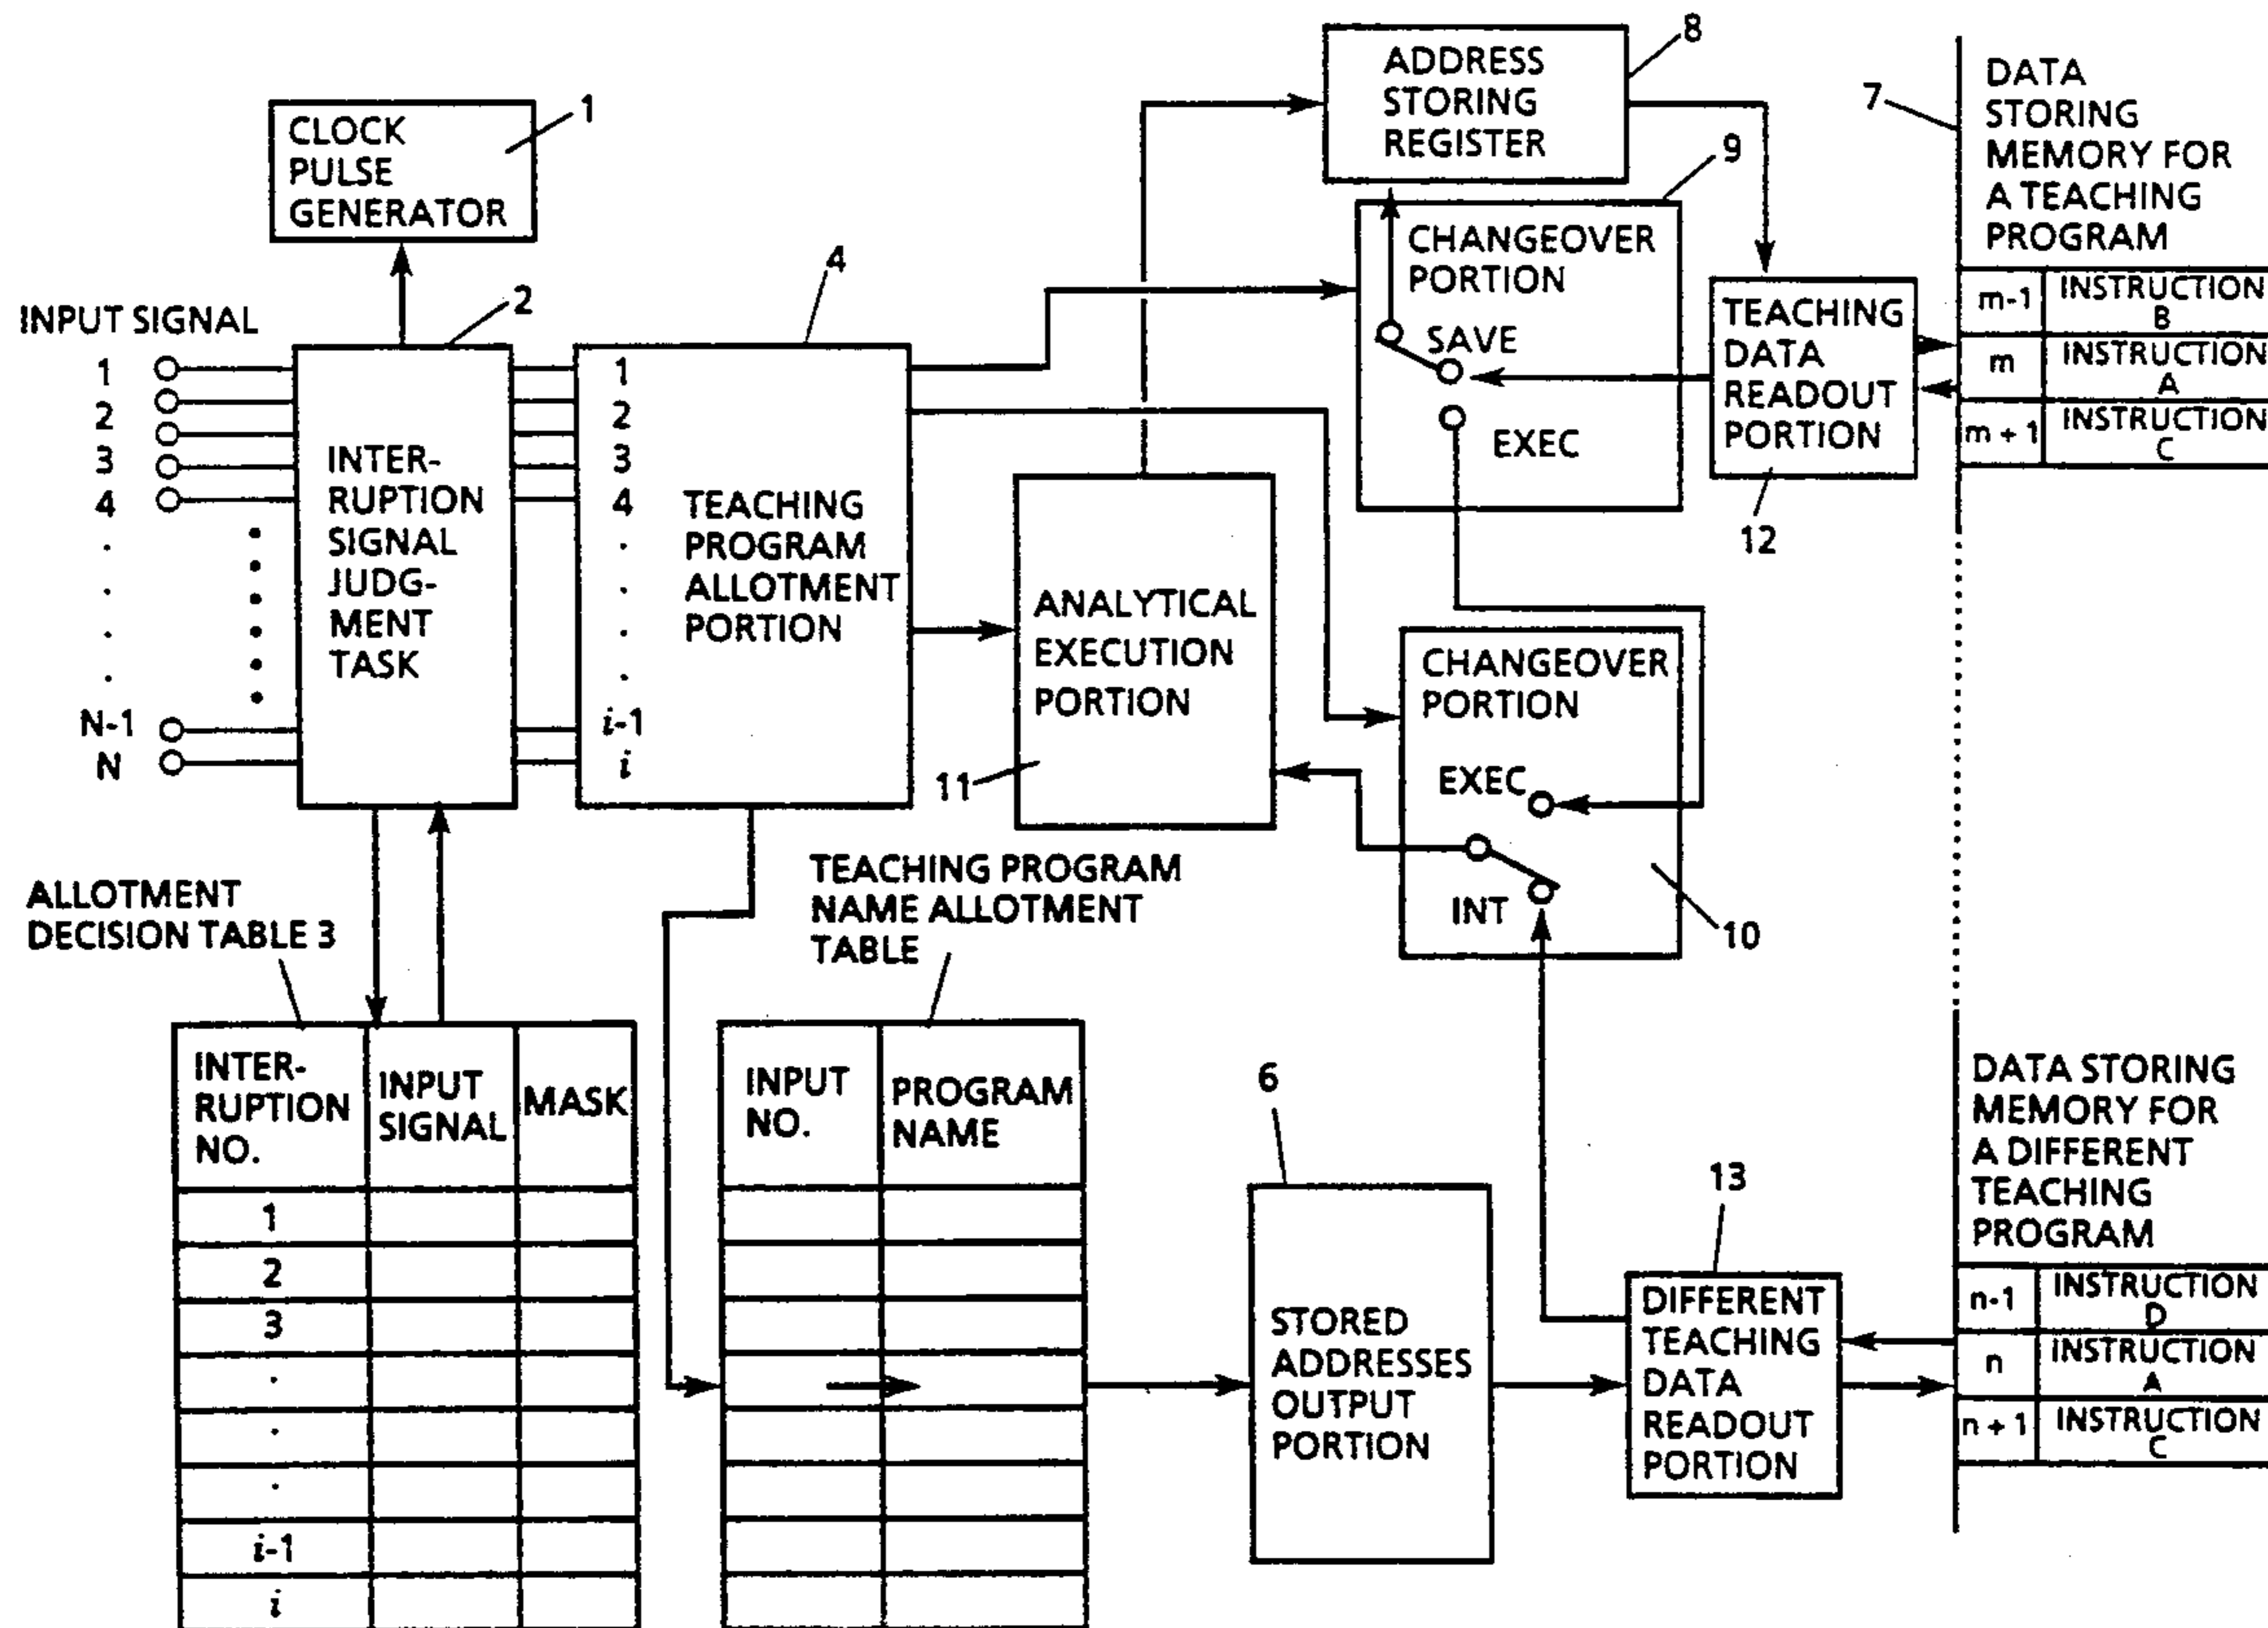 CLOCK
PULSE
GENERATOR
1
INPUT SIGNAL
1
2
3
4
.
.
.
.
N-1
N
2
INTER-
RUPTION
SIGNAL
JUDG-
MENT
TASK
4
1
2
3
4
.
.
.
.
i-1
i
TEACHING
PROGRAM
ALLOTMENT
PORTION
ANALYTICAL
EXECUTION
PORTION
11
ADDRESS
STORING
REGISTER
8
9
CHANGEOVER
PORTION
SAVE
EXEC
TEACHING
DATA
READOUT
PORTION
12
7
DATA
STORING
MEMORY FOR
A TEACHING
PROGRAM
m-1 INSTRUCTION
B
m INSTRUCTION
A
m + 1 INSTRUCTION
C
CHANGEOVER
PORTION
EXEC
INT
10
ALLOTMENT
DECISION TABLE 3
INTER-
RUPTION
NO.
INPUT
SIGNAL
MASK
1
2
3
.
.
.
i-1
i
TEACHING PROGRAM
NAME ALLOTMENT
TABLE
INPUT
NO.
PROGRAM
NAME
6
STORED
ADDRESSES
OUTPUT
PORTION
13
DIFFERENT
TEACHING
DATA
READOUT
PORTION
DATA STORING
MEMORY FOR
A DIFFERENT
TEACHING
PROGRAM
n-1 INSTRUCTION
D
n INSTRUCTION
A
n + 1 INSTRUCTION
C